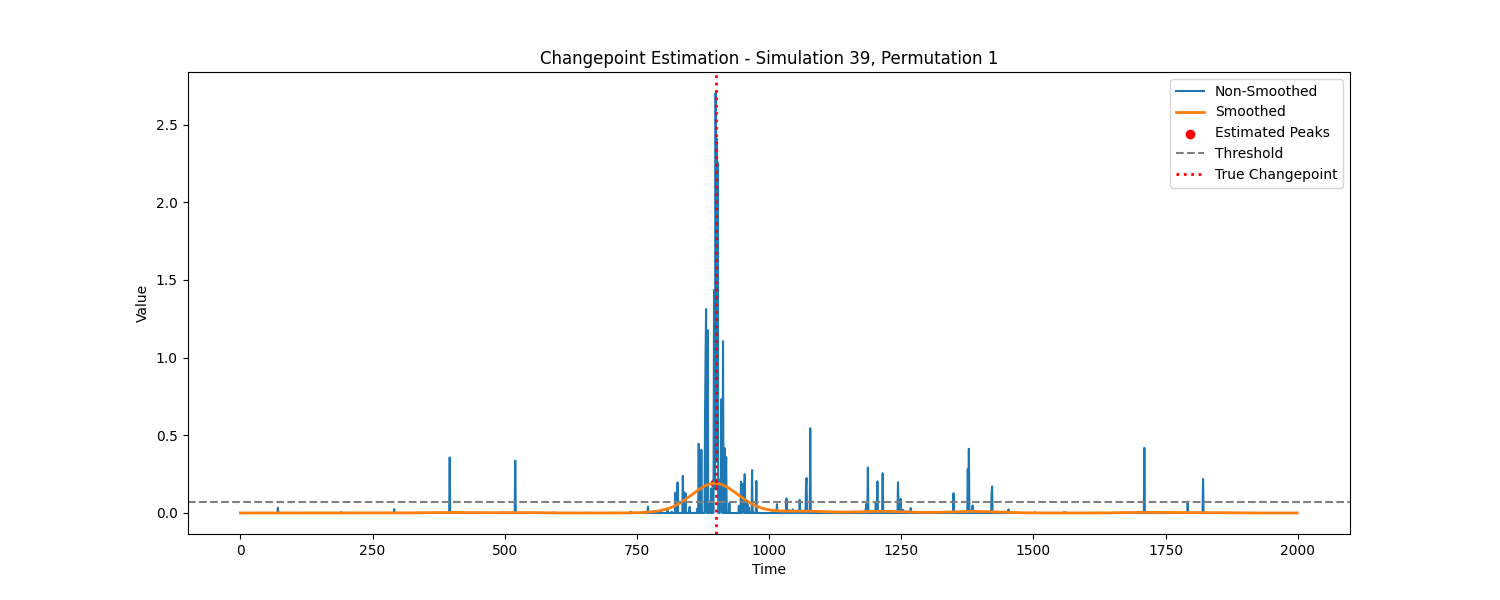 Changepoint Estimation - Simulation 39, Permutation 1
Non-Smoothed
Smoothed
Estimated Peaks
Threshold
True Changepoint
Value
2.5
2.0
1.5
1.0
0.5
0.0
0
250
500
750
1000
1250
1500
1750
2000
Time